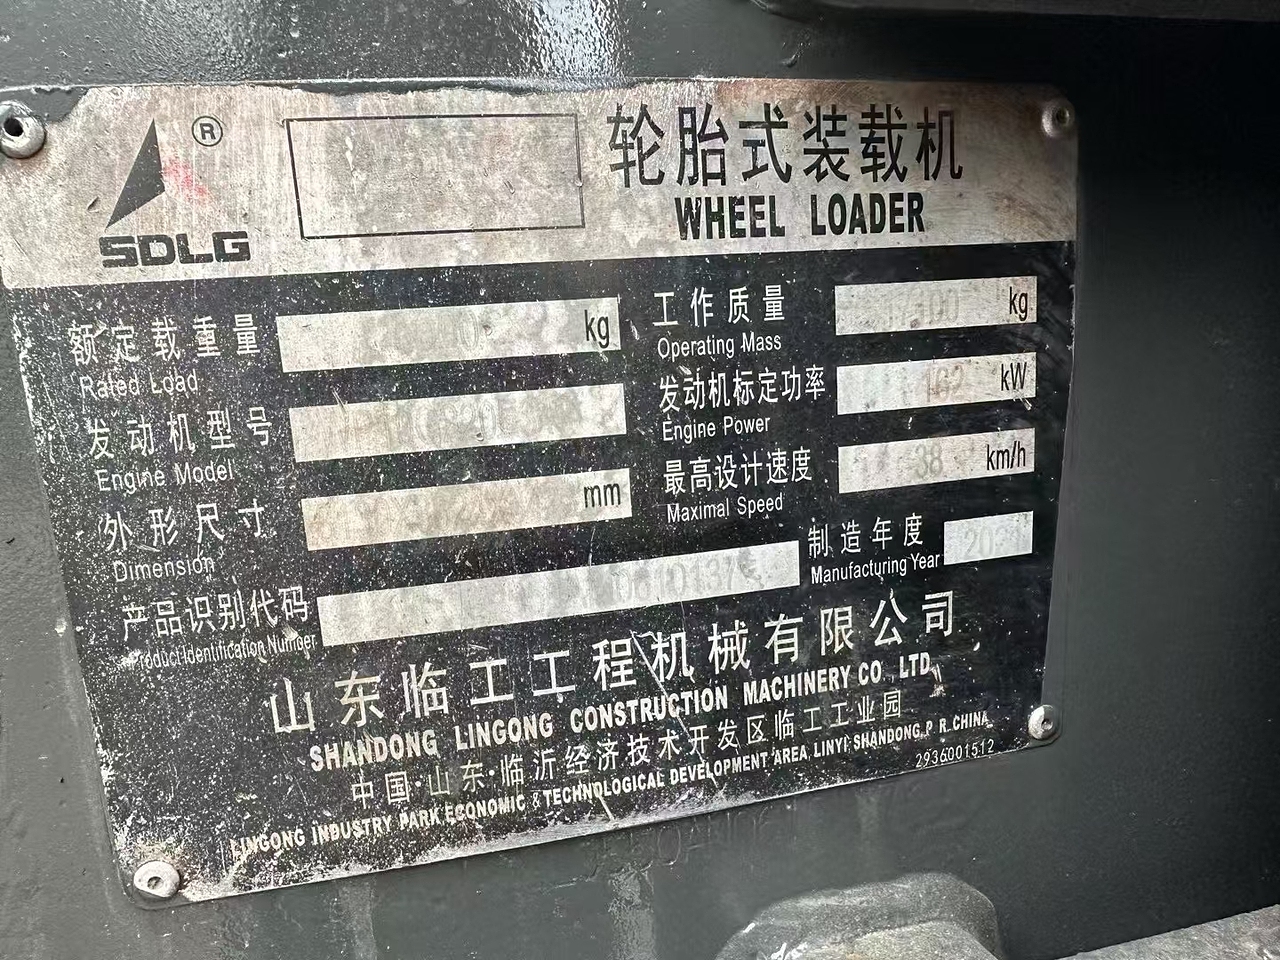 ®
SDLG
轮胎式装载机
WHEEL LOADER
额定载重量 kg
Rated Load
工作质量 kg
Operating Mass
发动机型号
Engine Model
发动机标定功率 162 kW
Engine Power
外形尺寸 mm
Dimension
最高设计速度 38 km/h
Maximal Speed
产品识别代码
Product Identification Number
制造年度
Manufacturing Year
山东临工工程机械有限公司
SHANDONG LINGONG CONSTRUCTION MACHINERY CO., LTD.
中国·山东·临沂经济技术开发区临工工业园
LINGONG INDUSTRY PARK ECONOMIC & TECHNOLOGICAL DEVELOPMENT AREA, LINYI SHANDONG, P. R. CHINA
2936001512